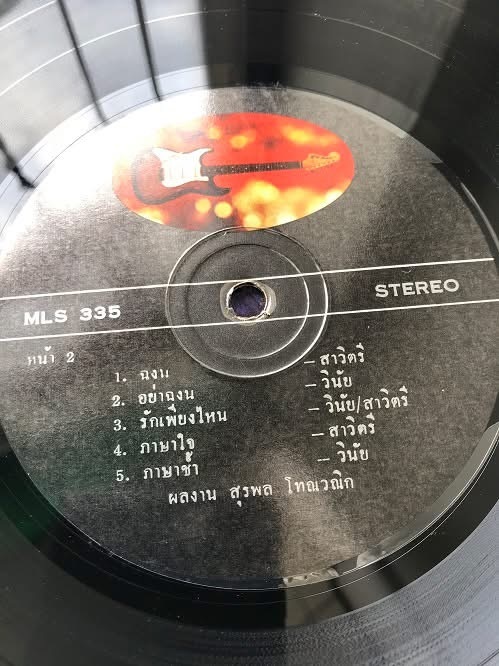 MLS 335
STEREO
หน้า 2
1. ฉงน – สาวิตรี
2. อย่าฉงน – วินัย
3. รักเพียงไหน – วินัย/สาวิตรี
4. ภาษาใจ – สาวิตรี
5. ภาษาช้ำ – วินัย
ผลงาน สุรพล โทณวณิก